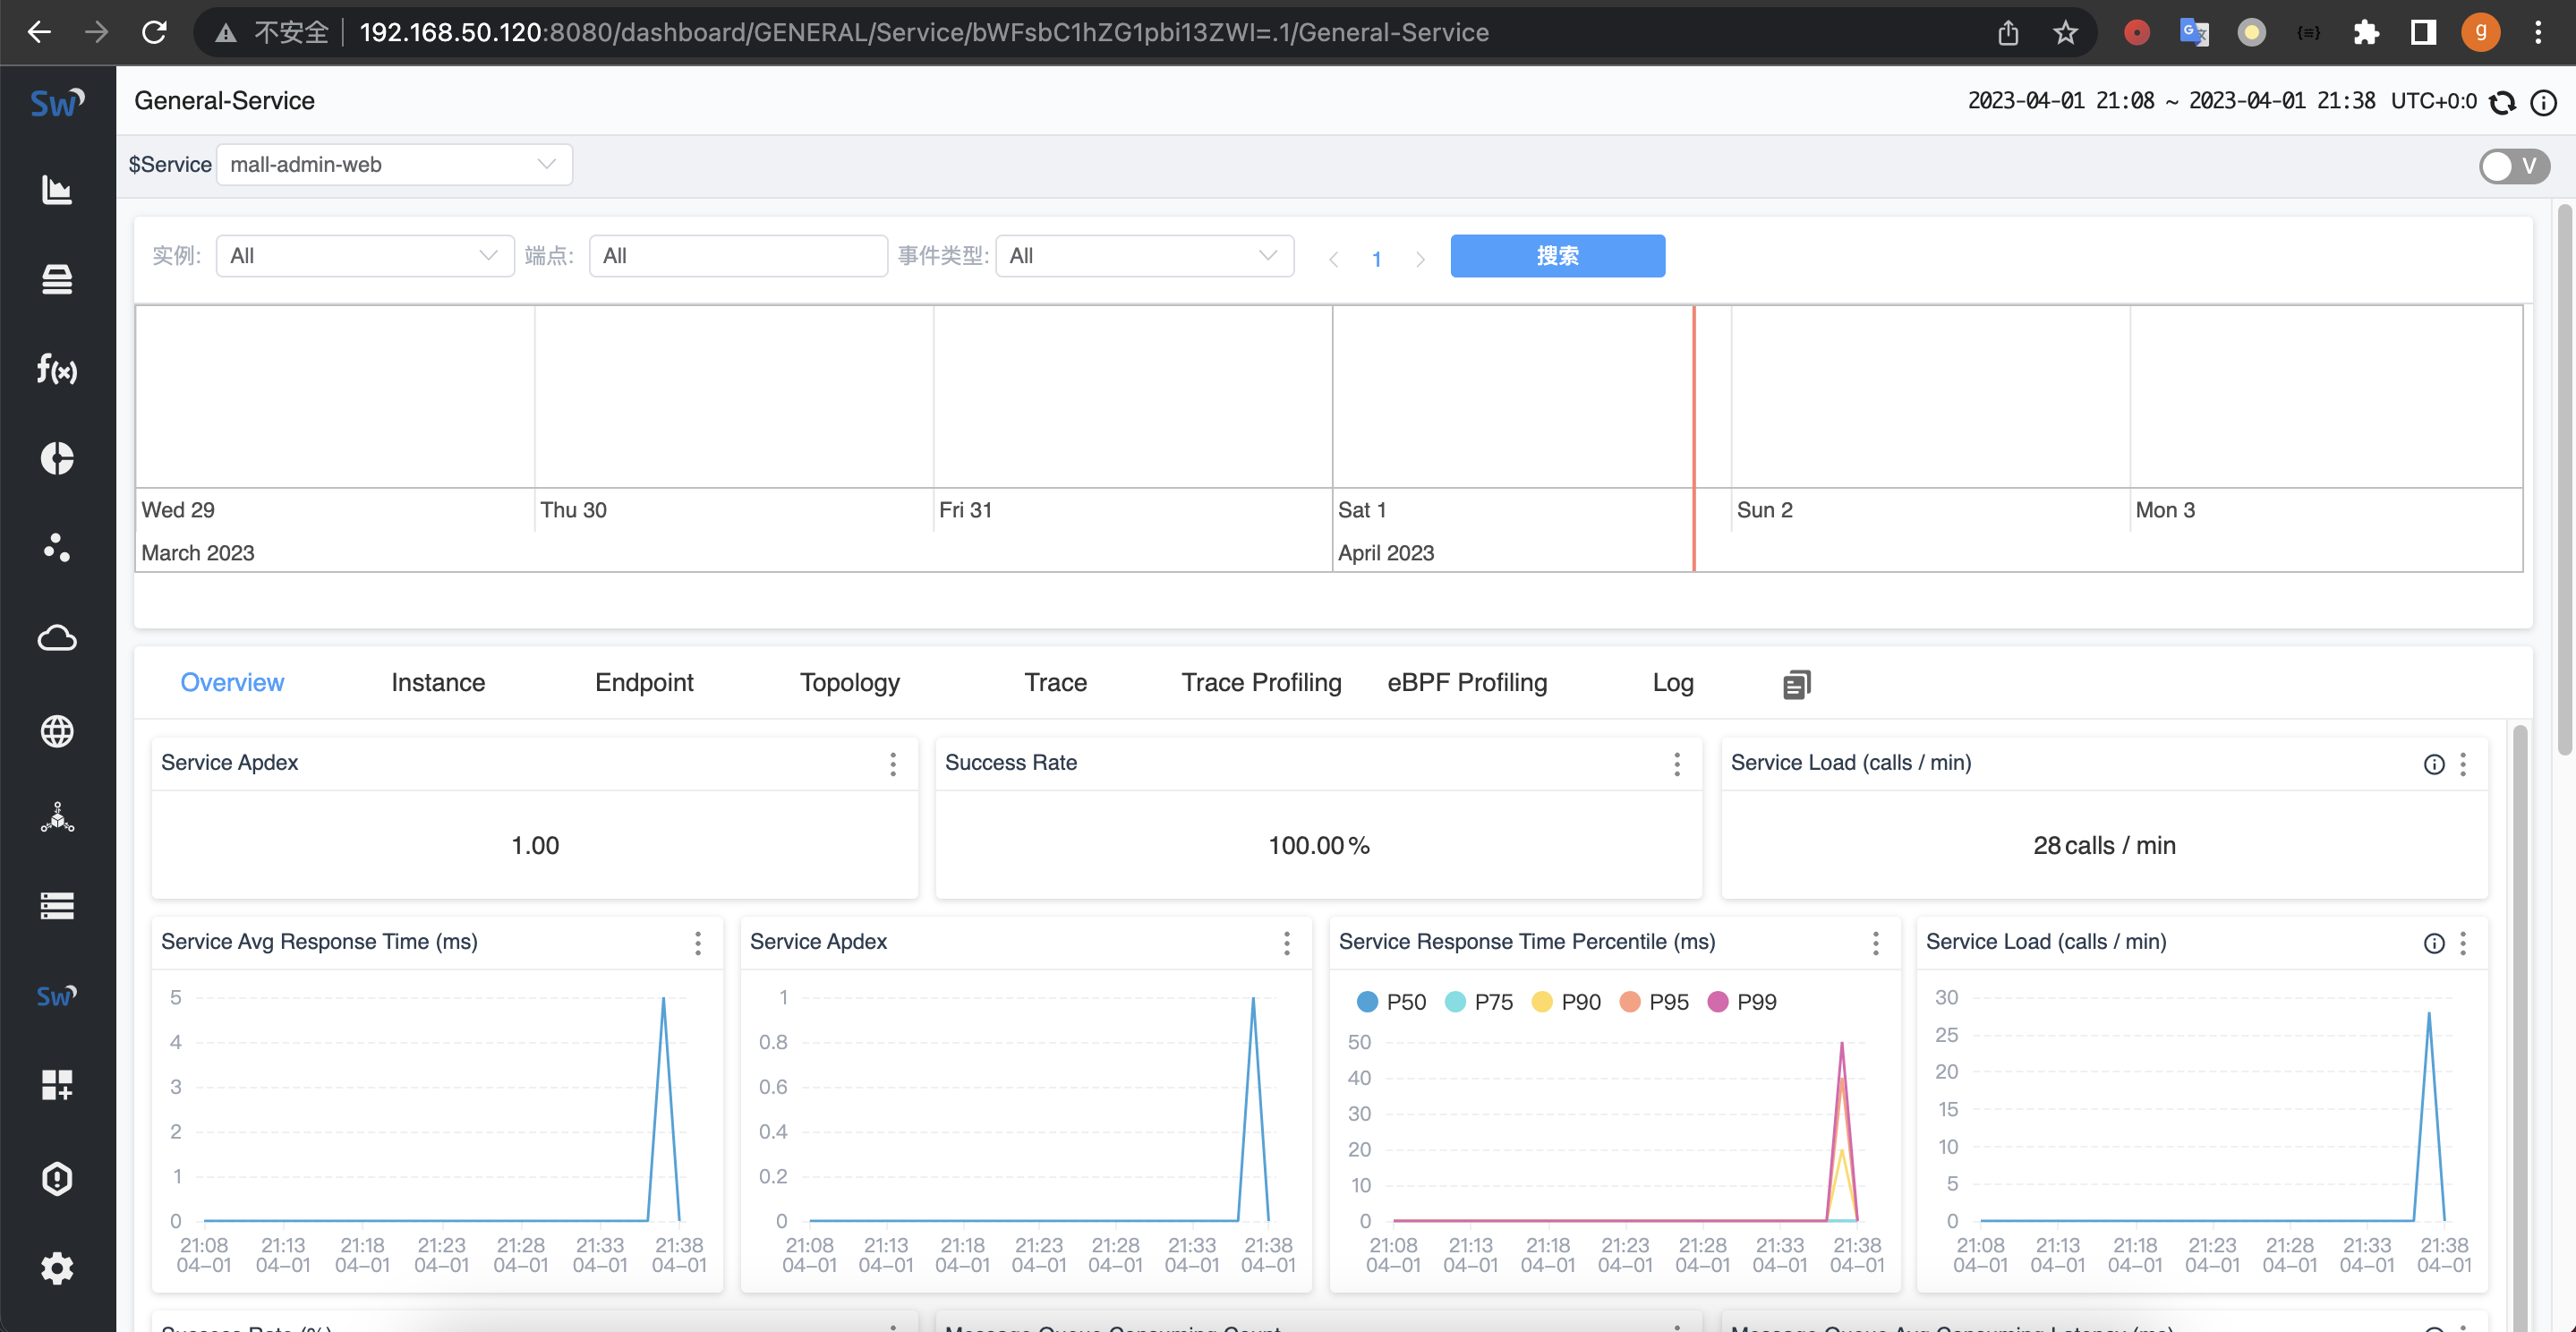 不安全 192.168.50.120:8080/dashboard/GENERAL/Service/bWFsbC1hZG1pbi13ZWI=.1/General-Service
g
Sw
General-Service
2023-04-01 21:08 ~ 2023-04-01 21:38 UTC+0:0
$Service mall-admin-web
V
实例: All 端点: All 事件类型: All 1 搜索
Wed 29 Thu 30 Fri 31 Sat 1 Sun 2 Mon 3
March 2023 April 2023
Overview Instance Endpoint Topology Trace Trace Profiling eBPF Profiling Log
Service Apdex
1.00
Success Rate
100.00%
Service Load (calls / min)
28 calls / min
Service Avg Response Time (ms)
5
4
3
2
1
0
21:08 21:13 21:18 21:23 21:28 21:33 21:38
04-01 04-01 04-01 04-01 04-01 04-01 04-01
Service Apdex
1
0.8
0.6
0.4
0.2
0
21:08 21:13 21:18 21:23 21:28 21:33 21:38
04-01 04-01 04-01 04-01 04-01 04-01 04-01
Service Response Time Percentile (ms)
P50 P75 P90 P95 P99
50
40
30
20
10
0
21:08 21:13 21:18 21:23 21:28 21:33 21:38
04-01 04-01 04-01 04-01 04-01 04-01 04-01
Service Load (calls / min)
30
25
20
15
10
5
0
21:08 21:13 21:18 21:23 21:28 21:33 21:38
04-01 04-01 04-01 04-01 04-01 04-01 04-01
f(x)
Sw
Success Rate (%)
Message Queue Consuming Count
Message Queue Avg Consuming Latency (ms)